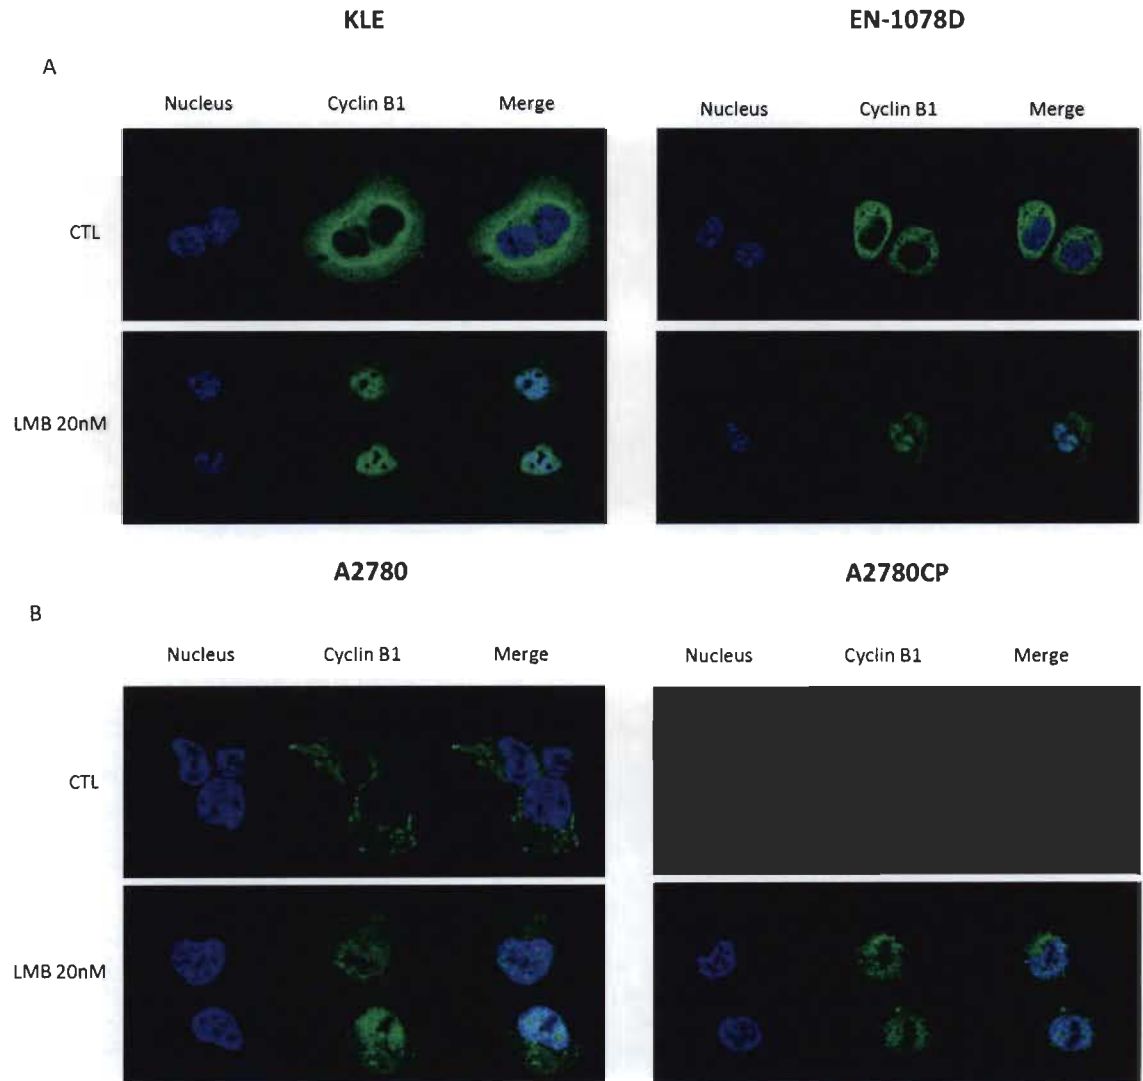 KLE
EN-1078D
A
Nucleus Cyclin B1 Merge
Nucleus Cyclin B1 Merge
CTL
LMB 20nM
A2780
A2780CP
B
Nucleus Cyclin B1 Merge
Nucleus Cyclin B1 Merge
CTL
LMB 20nM